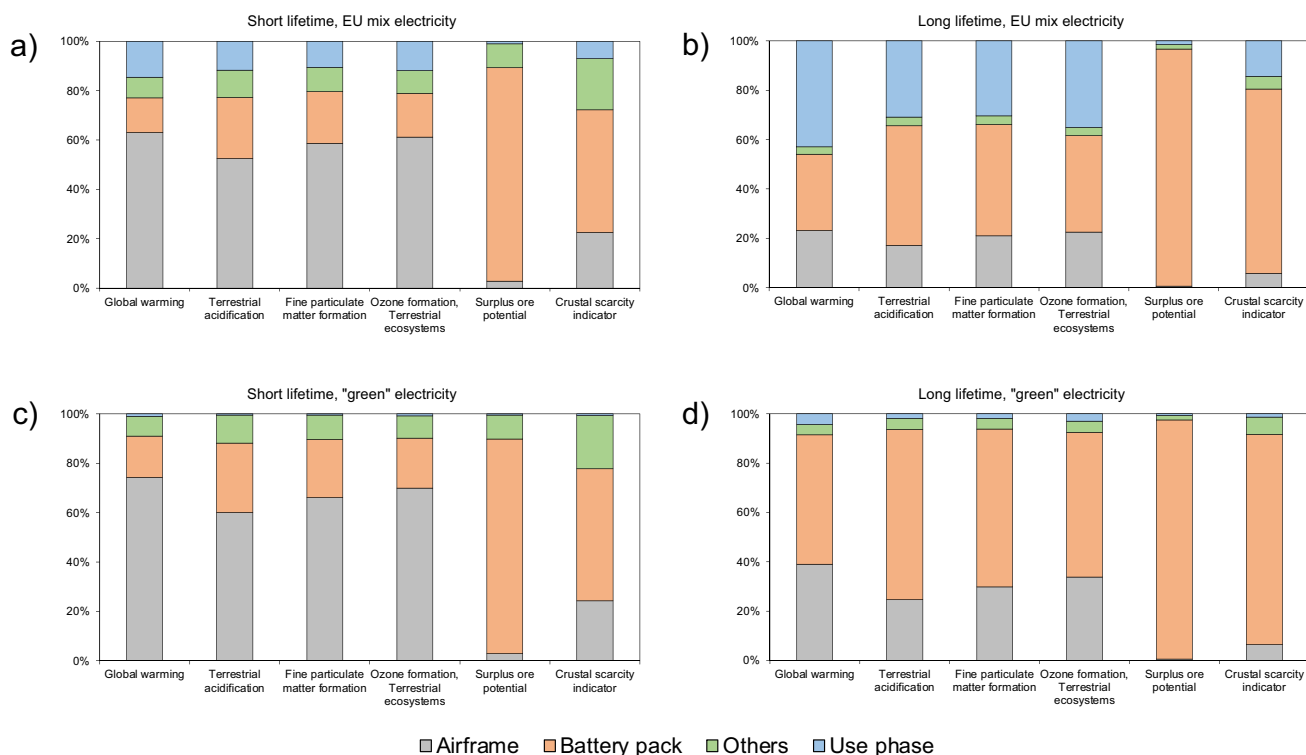 Short lifetime, EU mix electricity
a)
100%
80%
60%
40%
20%
0%
Global warming
Terrestrial
acidification
Fine particulate
matter formation
Ozone formation,
Terrestrial
ecosystems
Surplus ore
potential
Crustal scarcity
indicator
Long lifetime, EU mix electricity
b)
100%
80%
60%
40%
20%
0%
Global warming
Terrestrial
acidification
Fine particulate
matter formation
Ozone formation,
Terrestrial
ecosystems
Surplus ore
potential
Crustal scarcity
indicator
Short lifetime, "green" electricity
c)
100%
80%
60%
40%
20%
0%
Global warming
Terrestrial
acidification
Fine particulate
matter formation
Ozone formation,
Terrestrial
ecosystems
Surplus ore
potential
Crustal scarcity
indicator
Long lifetime, "green" electricity
d)
100%
80%
60%
40%
20%
0%
Global warming
Terrestrial
acidification
Fine particulate
matter formation
Ozone formation,
Terrestrial
ecosystems
Surplus ore
potential
Crustal scarcity
indicator
Airframe Battery pack Others Use phase